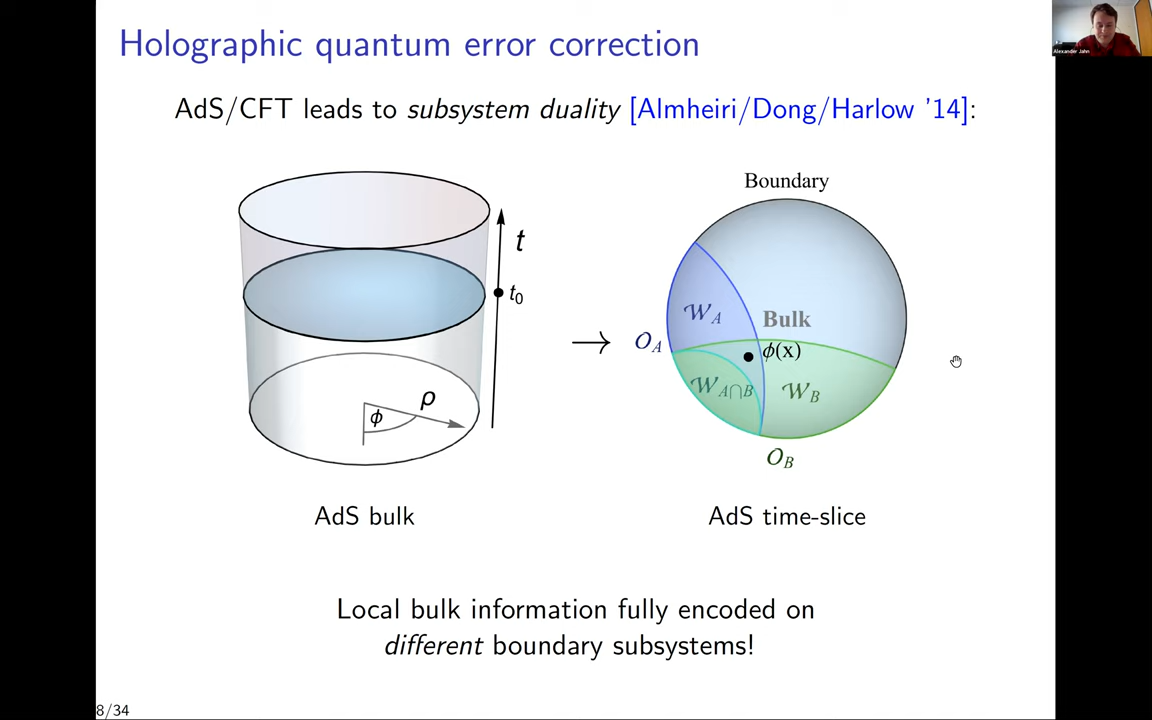 Holographic quantum error correction
Alexander Jahn
AdS/CFT leads to subsystem duality [Almheiri/Dong/Harlow '14]:
Boundary
t
t0
𝒲A
Bulk
𝒪A
ϕ(x)
𝒲A∩B
𝒲B
ρ
ϕ
𝒪B
AdS bulk
AdS time-slice
→
Local bulk information fully encoded on
different boundary subsystems!
8/34